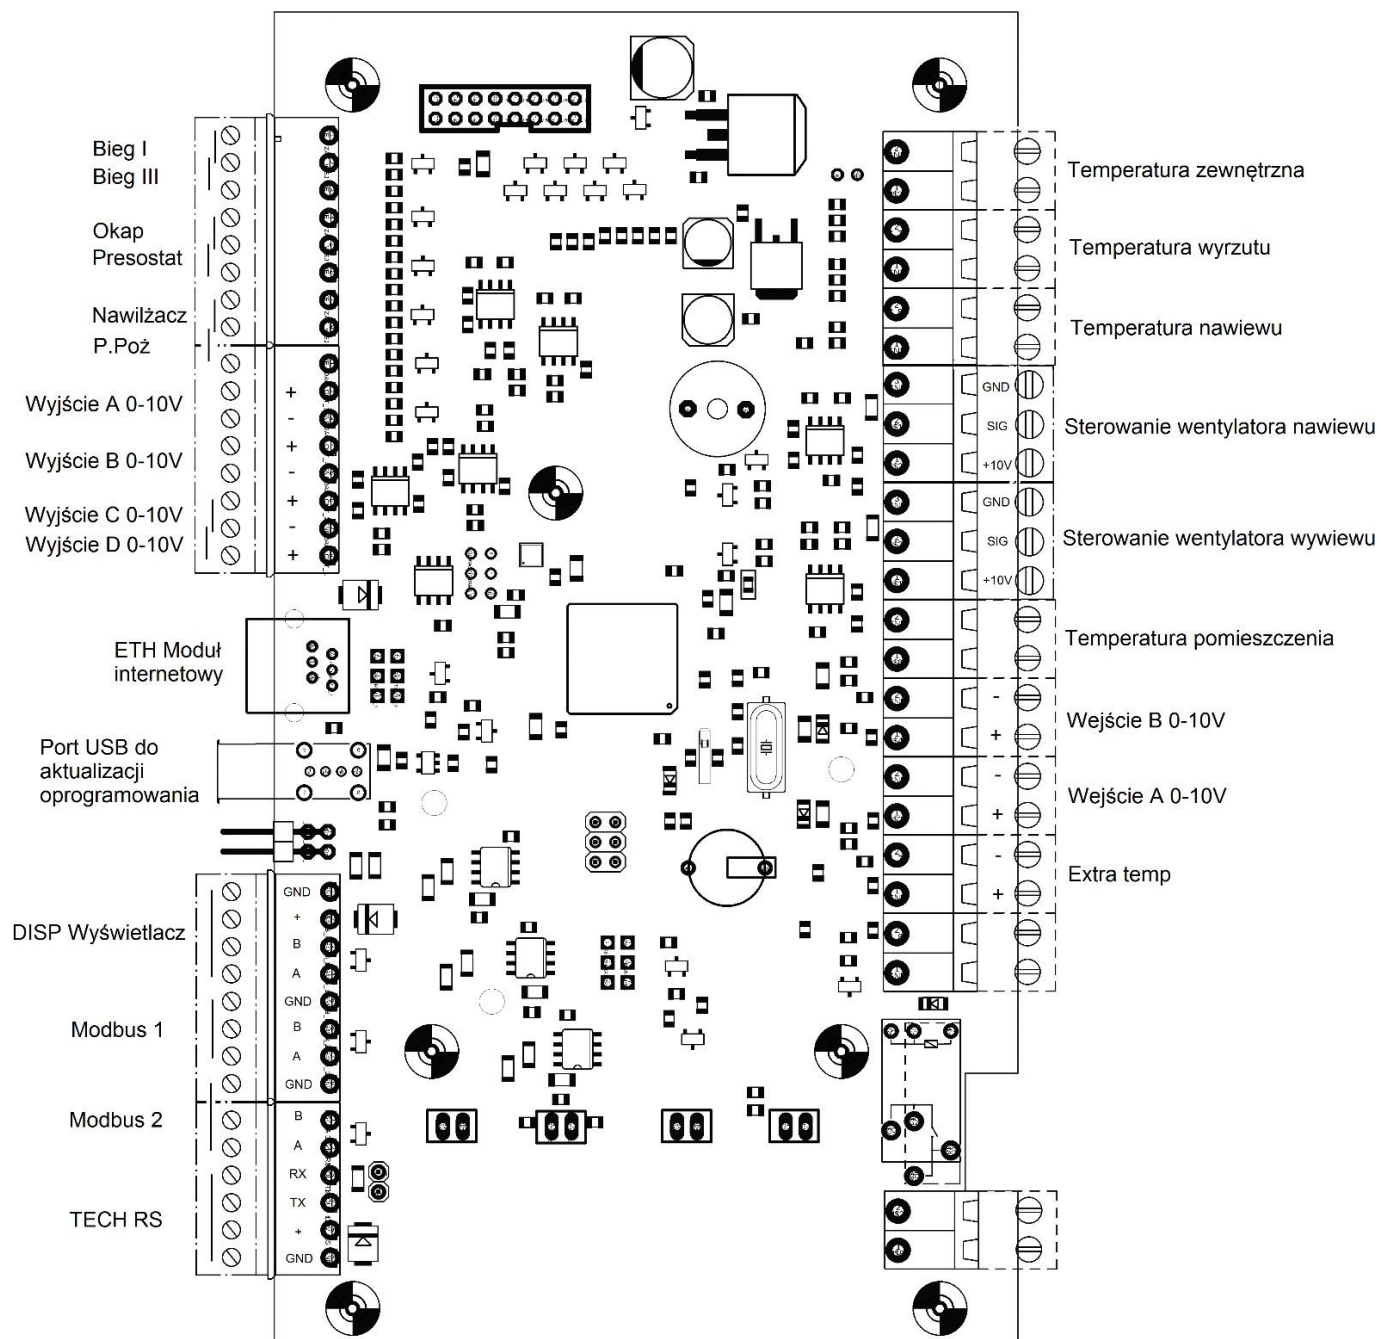 Bieg I
Bieg III
Okap
Presostat
Nawilżacz
P.Poż
Wyjście A 0-10V
Wyjście B 0-10V
Wyjście C 0-10V
Wyjście D 0-10V
+
-
+
-
+
-
+
ETH Moduł
internetowy
Port USB do
aktualizacji
oprogramowania
DISP Wyświetlacz
Modbus 1
Modbus 2
TECH RS
GND
+
B
A
GND
B
A
GND
B
A
RX
TX
+
GND
Temperatura zewnętrzna
Temperatura wyrzutu
Temperatura nawiewu
GND
SIG
+10V
Sterowanie wentylatora nawiewu
GND
SIG
+10V
Sterowanie wentylatora wywiewu
Temperatura pomieszczenia
-
+
Wejście B 0-10V
-
+
Wejście A 0-10V
-
+
Extra temp